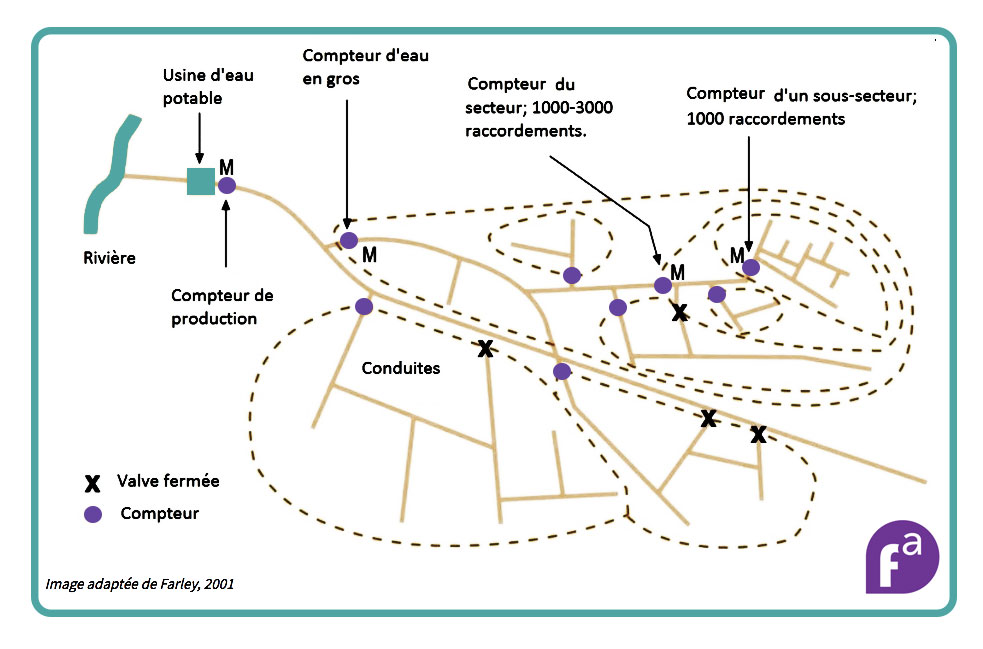 Compteur d'eau
en gros
Usine d'eau
potable
Compteur du
secteur; 1000-3000
raccordements.
Compteur d'un sous-secteur;
1000 raccordements
M
M
M
M
Rivière
Compteur de
production
Conduites
X
X
X
X
X Valve fermée
Compteur
Image adaptée de Farley, 2001
fa